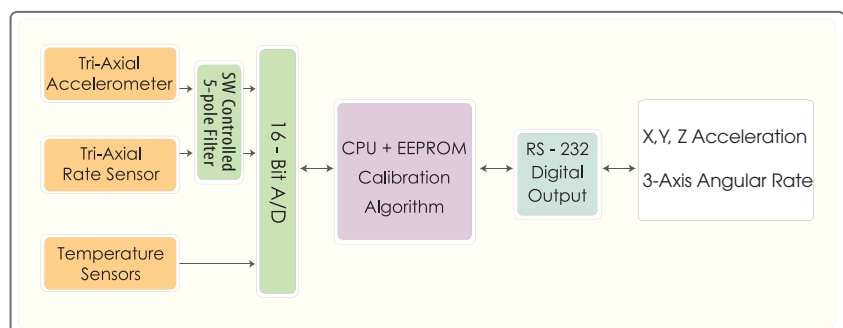 Tri-Axial
Accelerometer
Tri-Axial
Rate Sensor
Temperature
Sensors
SW Controlled
5-pole Filter
16 - Bit A/D
CPU + EEPROM
Calibration
Algorithm
RS - 232
Digital
Output
X,Y, Z Acceleration
3-Axis Angular Rate